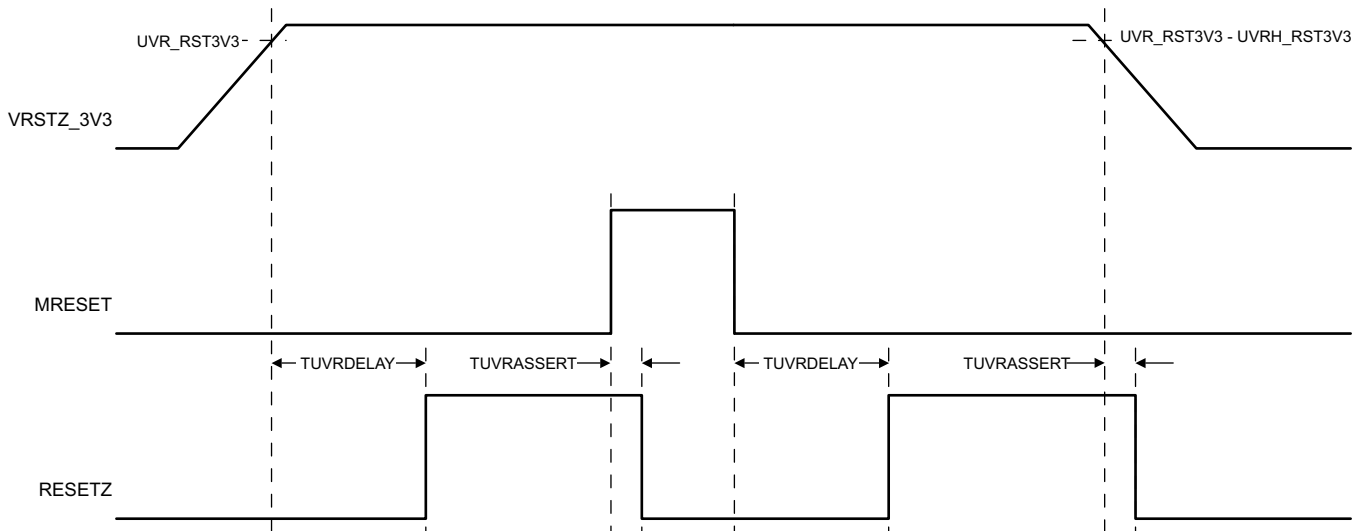 UVR_RST3V3
UVR_RST3V3 - UVRH_RST3V3
VRSTZ_3V3
MRESET
TUVRDELAY
TUVRASSERT
TUVRDELAY
TUVRASSERT
RESETZ